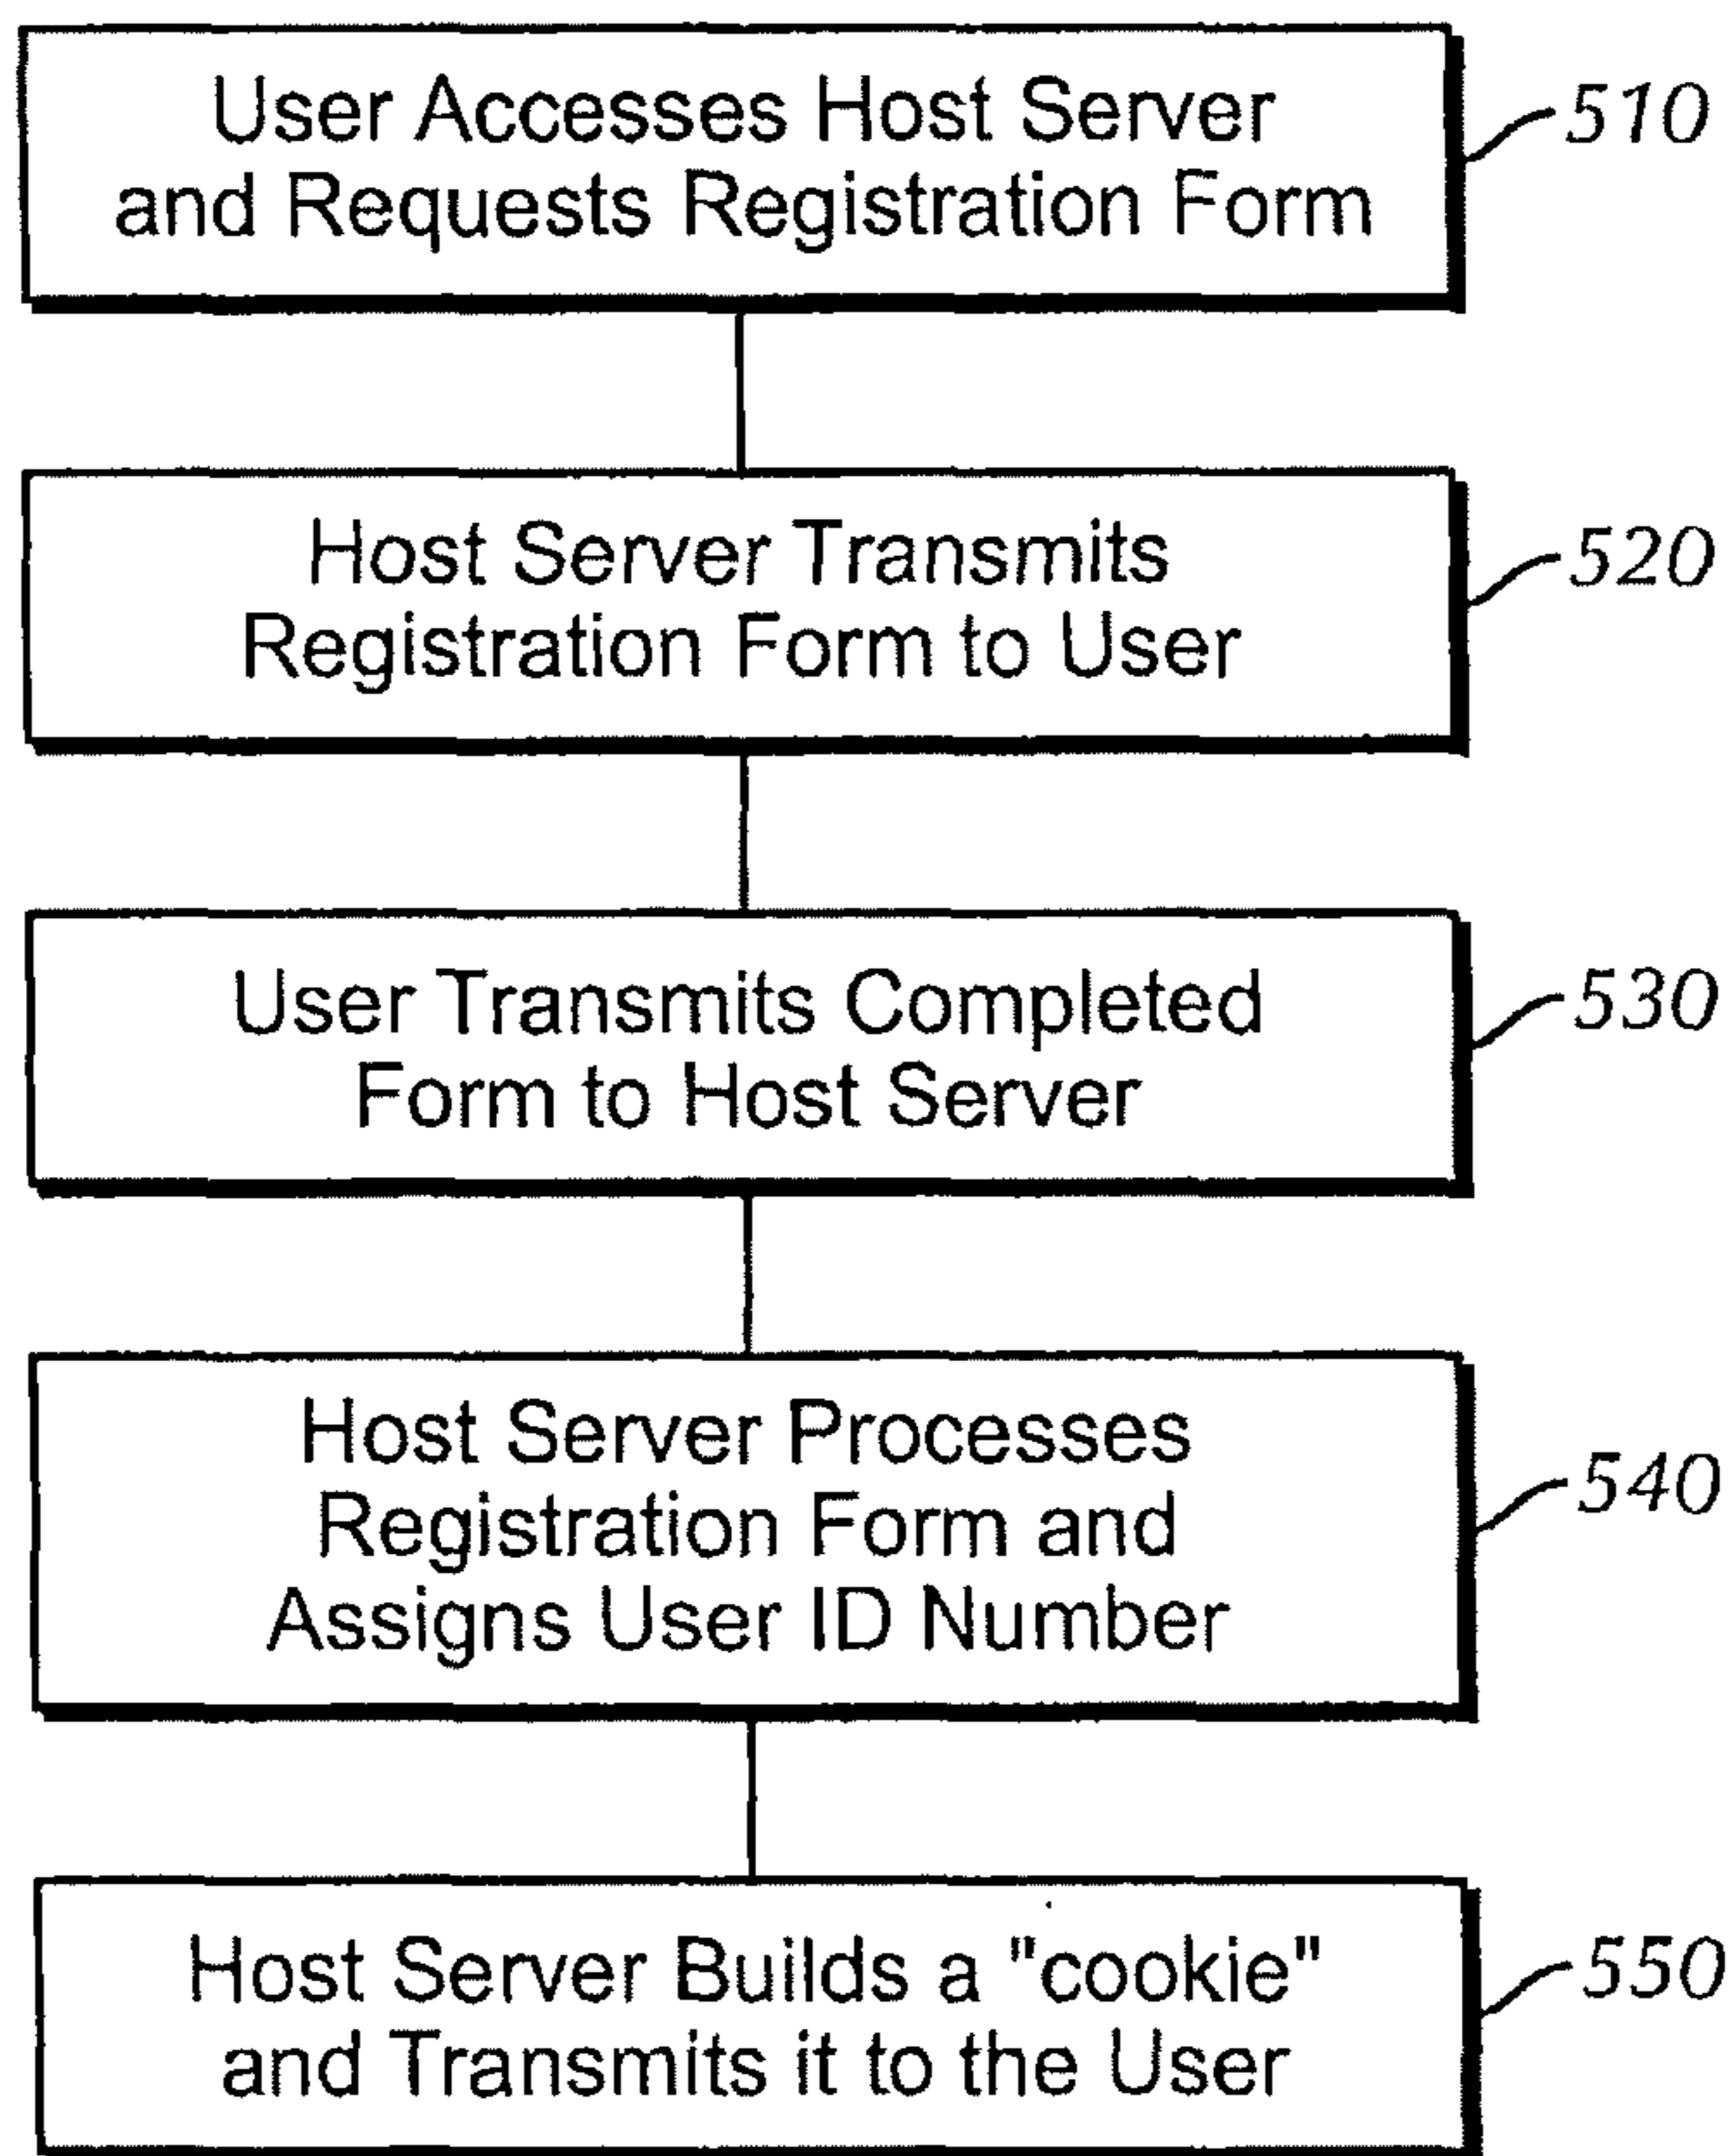 User Accesses Host Server
and Requests Registration Form
510
Host Server Transmits
Registration Form to User
520
User Transmits Completed
Form to Host Server
530
Host Server Processes
Registration Form and
Assigns User ID Number
540
Host Server Builds a "cookie"
and Transmits it to the User
550